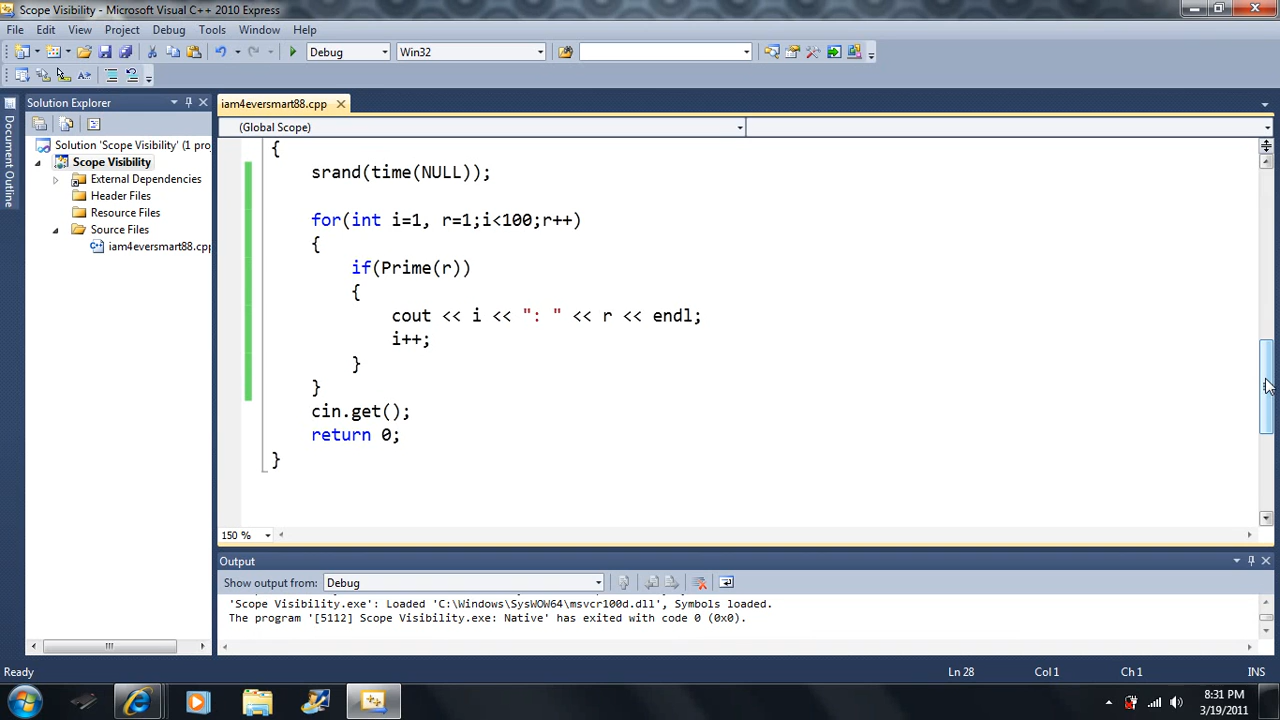 Scope Visibility - Microsoft Visual C++ 2010 Express
File Edit View Project Debug Tools Window Help
Debug Win32
Solution Explorer
iam4eversmart88.cpp
(Global Scope)
Document Outline
Solution 'Scope Visibility' (1 proj
Scope Visibility
External Dependencies
Header Files
Resource Files
Source Files
iam4eversmart88.cpp
{
srand(time(NULL));
for(int i=1, r=1;i<100;r++)
{
if(Prime(r))
{
cout << i << ": " << r << endl;
i++;
}
}
cin.get();
return 0;
}
150 %
Output
Show output from: Debug
'Scope Visibility.exe': Loaded 'C:\Windows\SysWOW64\msvcr100d.dll', Symbols loaded.
The program '[5112] Scope Visibility.exe: Native' has exited with code 0 (0x0).
Ready Ln 28 Col 1 Ch 1 INS
8:31 PM
3/19/2011